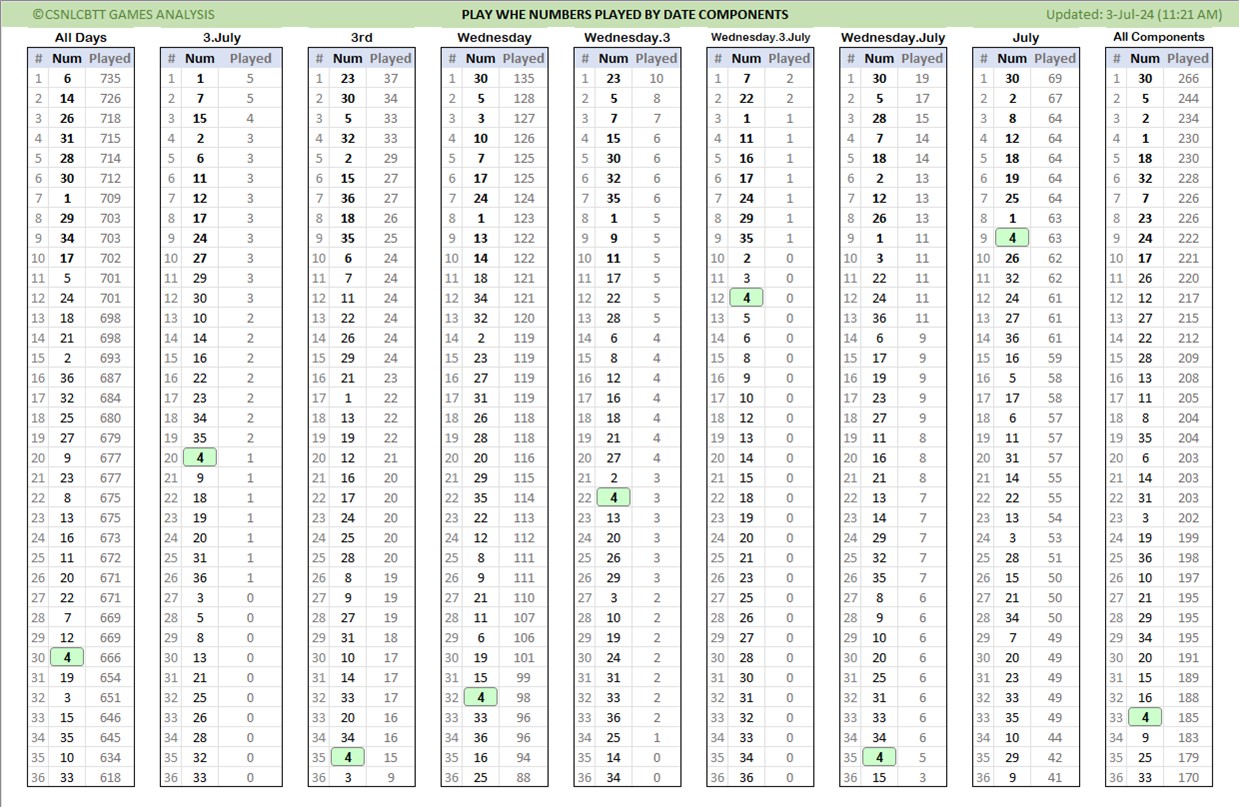 ©CSNLCBTT GAMES ANALYSIS PLAY WHE NUMBERS PLAYED BY DATE COMPONENTS Updated: 3-Jul-24 (11:21 AM)
All Days 3.July 3rd Wednesday Wednesday.3 Wednesday.3.July Wednesday.July July All Components
# Num Played # Num Played # Num Played # Num Played # Num Played # Num Played # Num Played # Num Played # Num Played
1 6 735 1 1 5 1 23 37 1 30 135 1 23 10 1 7 2 1 30 19 1 30 69 1 30 266
2 14 726 2 7 5 2 30 34 2 5 128 2 5 8 2 22 2 2 5 17 2 2 67 2 5 244
3 26 718 3 15 4 3 5 33 3 3 127 3 7 7 3 1 1 3 28 15 3 8 64 3 2 234
4 31 715 4 2 3 4 32 33 4 10 126 4 15 6 4 11 1 4 7 14 4 12 64 4 1 230
5 28 714 5 6 3 5 2 29 5 7 125 5 30 6 5 16 1 5 18 14 5 18 64 5 18 230
6 30 712 6 11 3 6 15 27 6 17 125 6 32 6 6 17 1 6 2 13 6 19 64 6 32 228
7 1 709 7 12 3 7 36 27 7 24 124 7 35 6 7 24 1 7 12 13 7 25 64 7 7 226
8 29 703 8 17 3 8 18 26 8 1 123 8 1 5 8 29 1 8 26 13 8 1 63 8 23 226
9 34 703 9 24 3 9 35 25 9 13 122 9 9 5 9 35 1 9 1 11 9 4 63 9 24 222
10 17 702 10 27 3 10 6 24 10 14 122 10 11 5 10 2 0 10 3 11 10 26 62 10 17 221
11 5 701 11 29 3 11 7 24 11 18 121 11 17 5 11 3 0 11 22 11 11 32 62 11 26 220
12 24 701 12 30 3 12 11 24 12 34 121 12 22 5 12 4 0 12 24 11 12 24 61 12 12 217
13 18 698 13 10 2 13 22 24 13 32 120 13 28 5 13 5 0 13 36 11 13 27 61 13 27 215
14 21 698 14 14 2 14 26 24 14 2 119 14 6 4 14 6 0 14 6 9 14 36 61 14 22 212
15 2 693 15 16 2 15 29 24 15 23 119 15 8 4 15 8 0 15 17 9 15 16 59 15 28 209
16 36 687 16 22 2 16 21 23 16 27 119 16 12 4 16 9 0 16 19 9 16 5 58 16 13 208
17 32 684 17 23 2 17 1 22 17 31 119 17 16 4 17 10 0 17 23 9 17 17 58 17 11 205
18 25 680 18 34 2 18 13 22 18 26 118 18 18 4 18 12 0 18 27 9 18 6 57 18 8 204
19 27 679 19 35 2 19 19 22 19 28 118 19 21 4 19 13 0 19 11 8 19 11 57 19 35 204
20 9 677 20 4 1 20 12 21 20 20 116 20 27 4 20 14 0 20 16 8 20 31 57 20 6 203
21 23 677 21 9 1 21 16 20 21 29 115 21 2 3 21 15 0 21 21 8 21 14 55 21 14 203
22 8 675 22 18 1 22 17 20 22 35 114 22 4 3 22 18 0 22 13 7 22 22 55 22 31 203
23 13 675 23 19 1 23 24 20 23 22 113 23 13 3 23 19 0 23 14 7 23 13 54 23 3 202
24 16 673 24 20 1 24 25 20 24 12 112 24 20 3 24 20 0 24 29 7 24 3 53 24 19 199
25 11 672 25 31 1 25 28 20 25 8 111 25 26 3 25 21 0 25 32 7 25 28 51 25 36 198
26 20 671 26 36 1 26 8 19 26 9 111 26 29 3 26 23 0 26 35 7 26 15 50 26 10 197
27 22 671 27 3 0 27 9 19 27 21 110 27 3 2 27 25 0 27 8 6 27 21 50 27 21 195
28 7 669 28 5 0 28 27 19 28 11 107 28 10 2 28 26 0 28 9 6 28 34 50 28 29 195
29 12 669 29 8 0 29 31 18 29 6 106 29 19 2 29 27 0 29 10 6 29 7 49 29 34 195
30 4 666 30 13 0 30 10 17 30 19 101 30 24 2 30 28 0 30 20 6 30 20 49 30 20 191
31 19 654 31 21 0 31 14 17 31 15 99 31 31 2 31 30 0 31 25 6 31 23 49 31 15 189
32 3 651 32 25 0 32 33 17 32 4 98 32 33 2 32 31 0 32 31 6 32 33 49 32 16 188
33 15 646 33 26 0 33 20 16 33 33 96 33 36 2 33 32 0 33 33 6 33 35 49 33 4 185
34 35 645 34 28 0 34 34 16 34 36 96 34 25 1 34 33 0 34 34 6 34 10 44 34 9 183
35 10 634 35 32 0 35 4 15 35 16 95 35 14 0 35 34 0 35 4 5 35 29 42 35 25 179
36 33 618 36 33 0 36 3 9 36 25 88 36 34 0 36 36 0 36 15 3 36 9 41 36 33 170